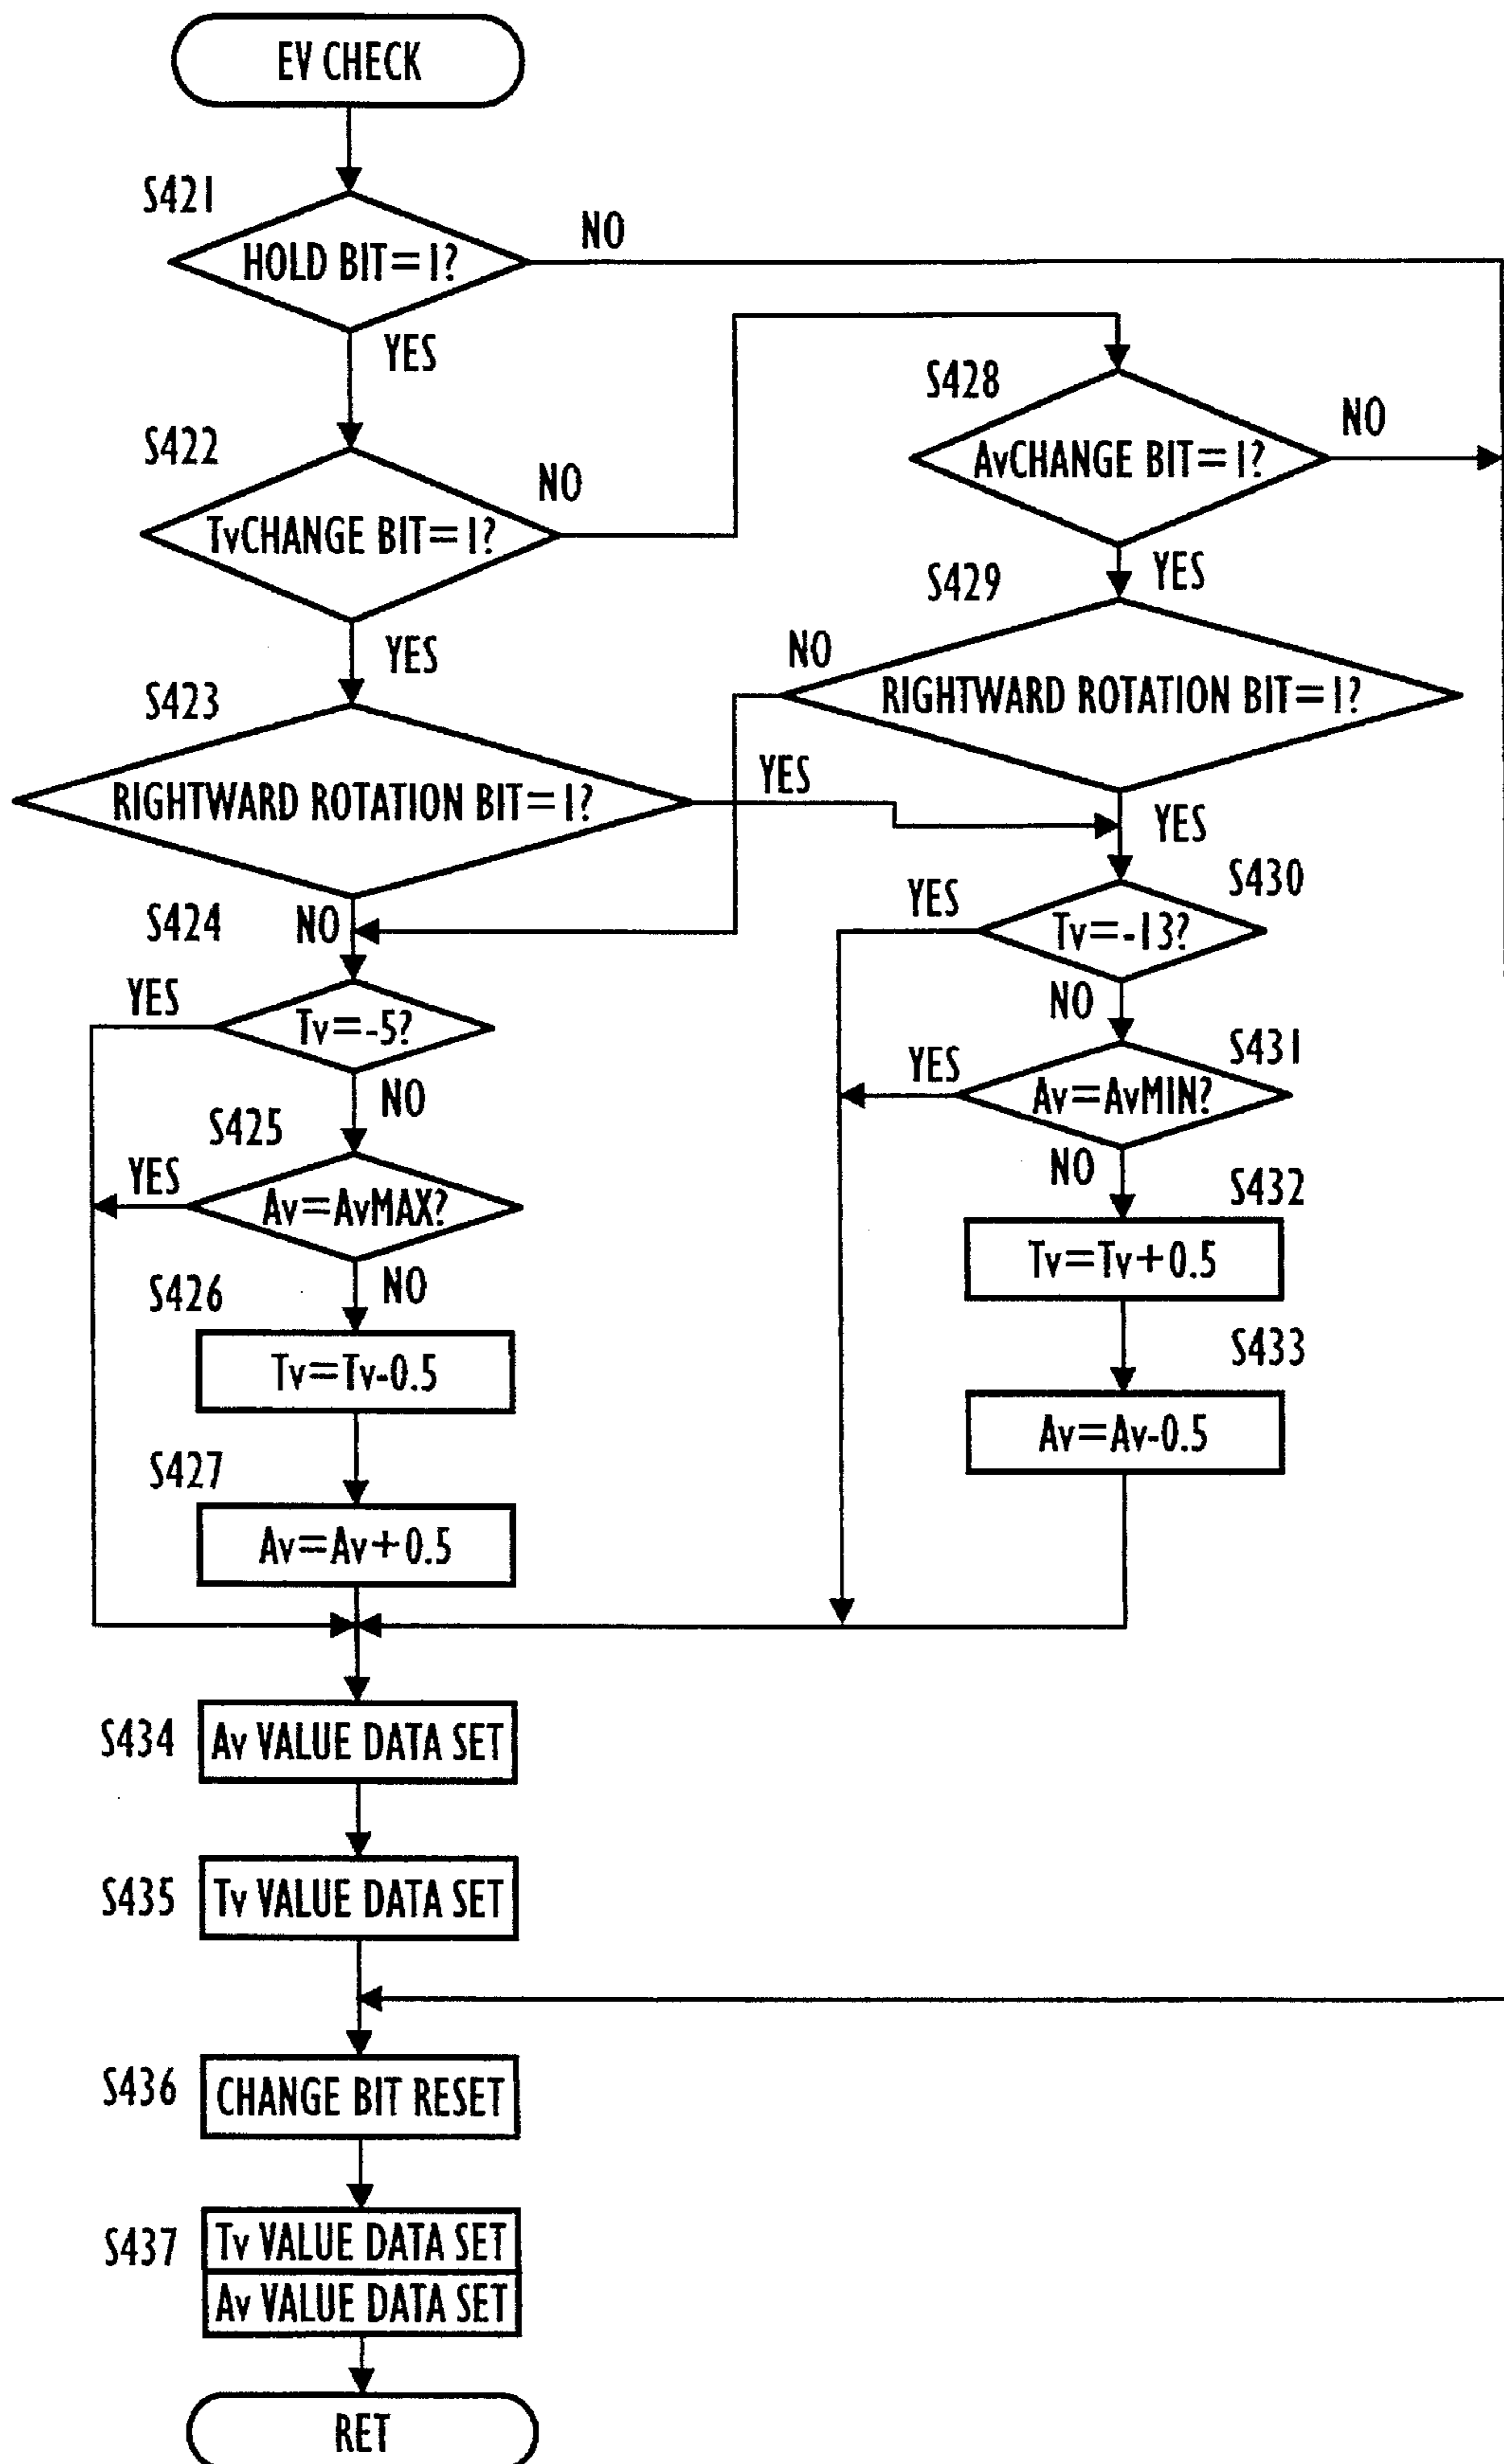 EV CHECK
S421
HOLD BIT=1?
NO
YES
S422
TvCHANGE BIT=1?
NO
YES
S428
AvCHANGE BIT=1?
NO
YES
S429
RIGHTWARD ROTATION BIT=1?
NO
YES
S423
RIGHTWARD ROTATION BIT=1?
YES
NO
S424
Tv=-5?
YES
NO
S425
Av=AvMAX?
YES
NO
S426
Tv=Tv-0.5
S427
Av=Av+0.5
S430
Tv=-13?
YES
NO
S431
Av=AvMIN?
YES
NO
S432
Tv=Tv+0.5
S433
Av=Av-0.5
S434
Av VALUE DATA SET
S435
Tv VALUE DATA SET
S436
CHANGE BIT RESET
S437
Tv VALUE DATA SET
Av VALUE DATA SET
RET